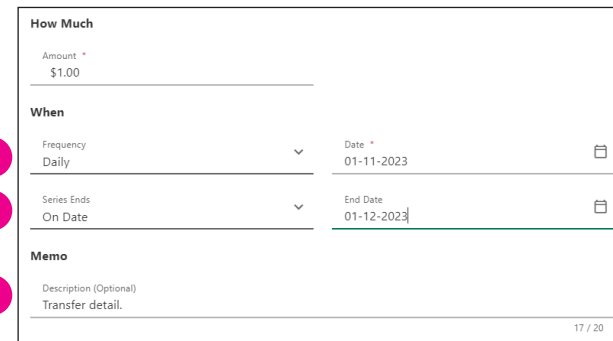 How Much
Amount *
$1.00
When
Frequency
Daily
Date *
01-11-2023
Series Ends
On Date
End Date
01-12-2023
Memo
Description (Optional)
Transfer detail.
17 / 20